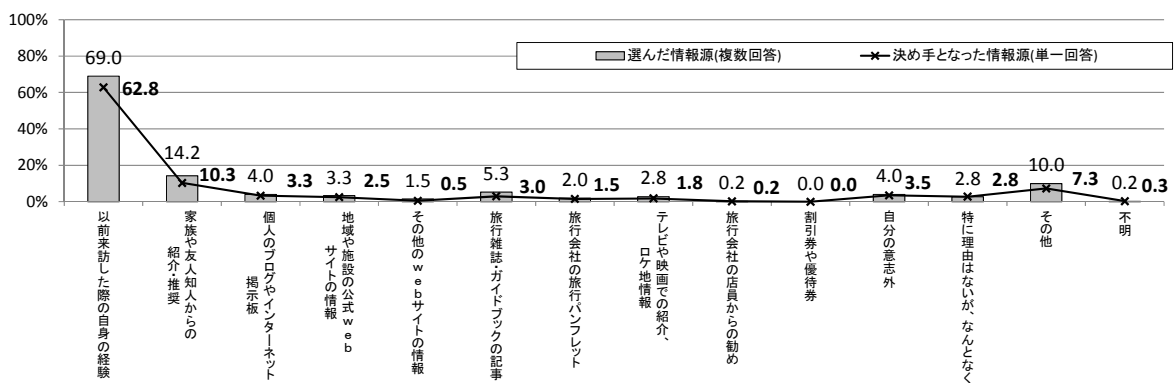 100%
80%
60%
40%
20%
0%
選んだ情報源(複数回答)
決め手となった情報源(単一回答)
69.0
62.8
14.2
10.3
4.0
3.3
3.3
2.5
1.5
0.5
5.3
3.0
2.0
1.5
2.8
1.8
0.2
0.2
0.0
0.0
4.0
3.5
2.8
2.8
10.0
7.3
0.2
0.3
以前来訪した際の自身の経験
家族や友人知人からの
紹介・推奨
個人のブログやインターネット
掲示板
地域や施設の公式web
サイトの情報
その他のwebサイトの情報
旅行雑誌・ガイドブックの記事
旅行会社の旅行パンフレット
テレビや映画での紹介、
ロケ地情報
旅行会社の店員からの勧め
割引券や優待券
自分の意志外
特に理由はないが、なんとなく
その他
不明